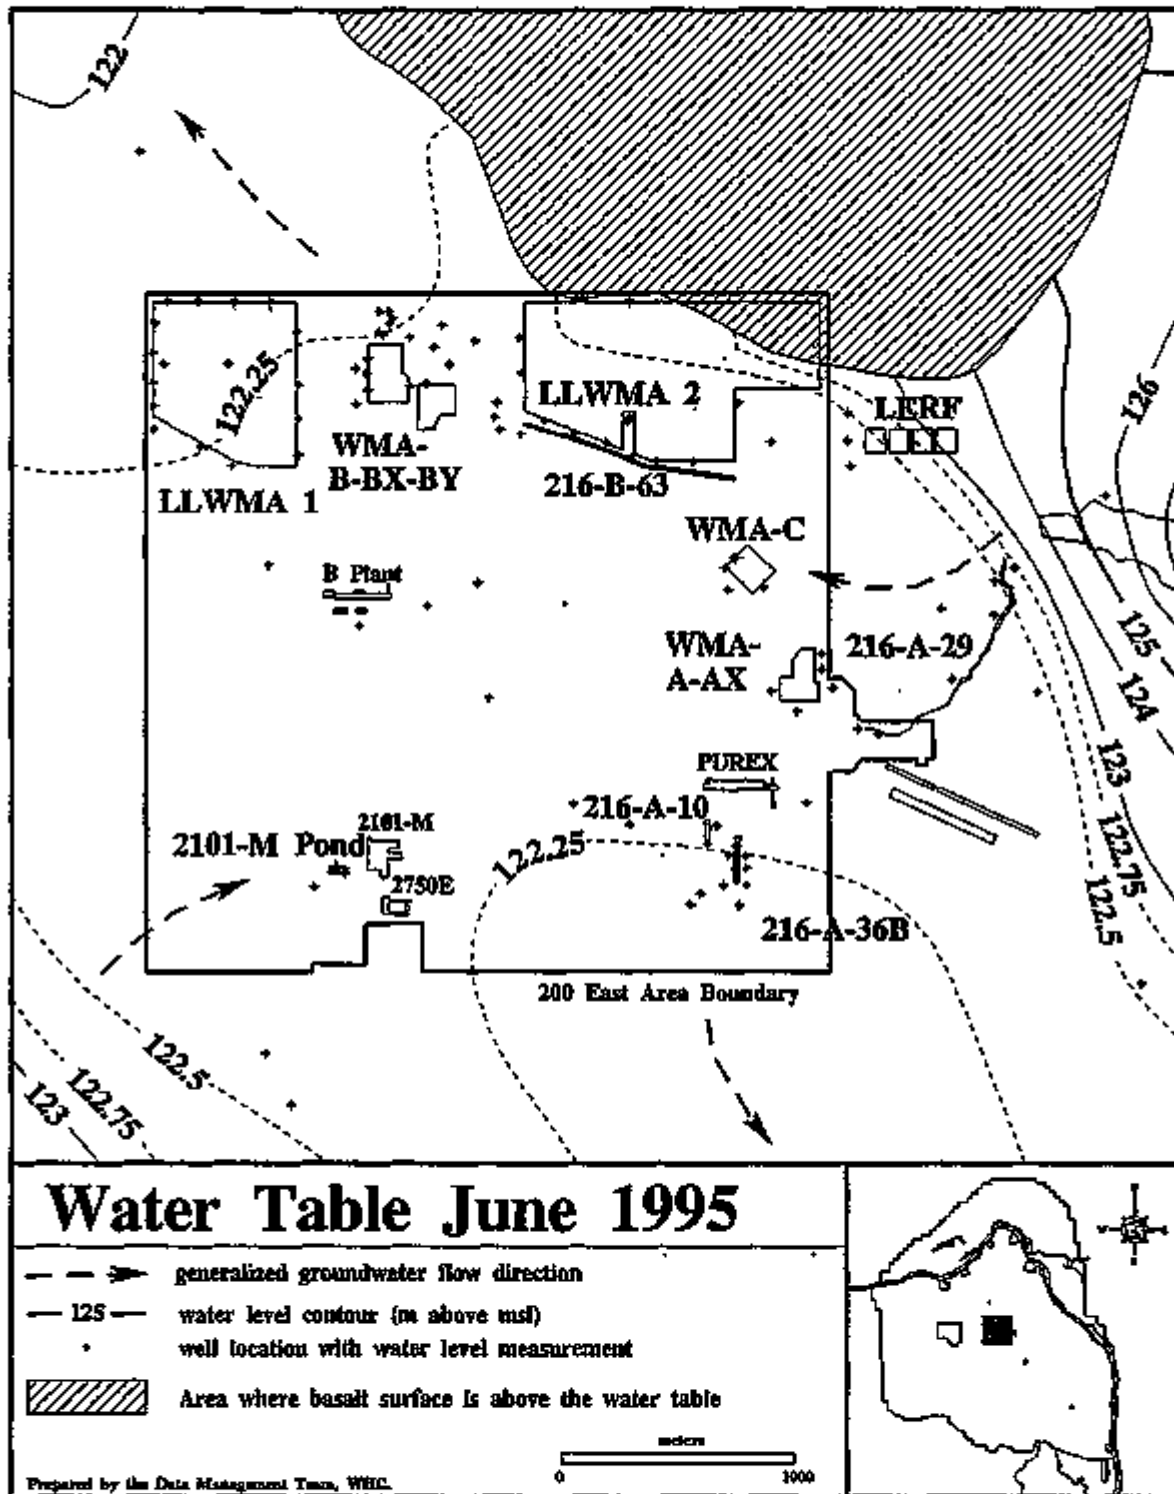 122
122.25
LLWMA 2
LERF
126
WMA-
B-BX-BY
216-B-63
LLWMA 1
WMA-C
B Plant
WMA-
A-AX
216-A-29
125
124
PUREX
123
216-A-10
2101-M
2101-M Pond
122.25
122.75
2750E
122.5
216-A-36B
200 East Area Boundary
122.5
122.75
123
Water Table June 1995
generalized groundwater flow direction
125
water level contour (m above msl)
well location with water level measurement
Area where basalt surface is above the water table
meters
0
1000
Prepared by the Data Management Team, WHC.